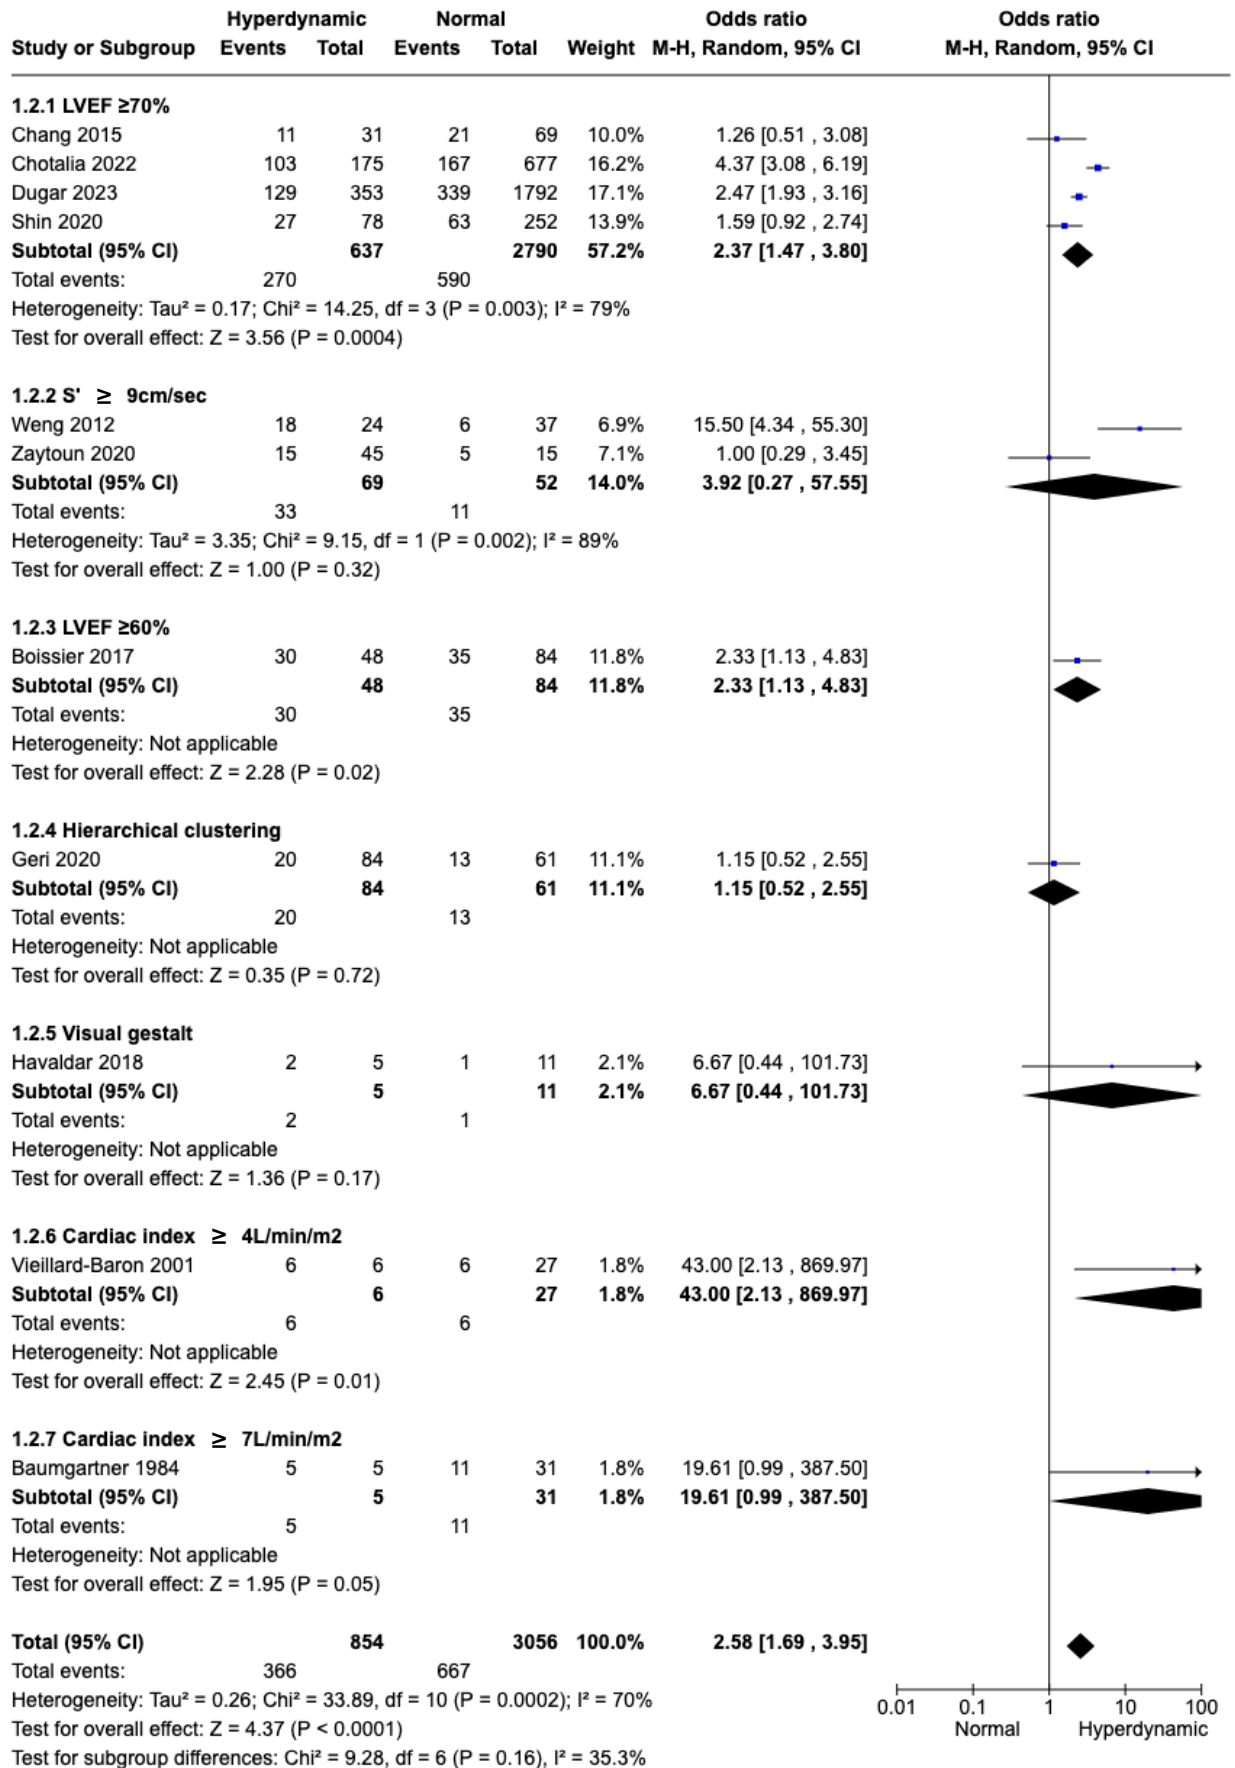 Hyperdynamic Normal Odds ratio Odds ratio
Study or Subgroup Events Total Events Total Weight M-H, Random, 95% CI M-H, Random, 95% CI
1.2.1 LVEF ≥70%
Chang 2015 11 31 21 69 10.0% 1.26 [0.51 , 3.08]
Chotalia 2022 103 175 167 677 16.2% 4.37 [3.08 , 6.19]
Dugar 2023 129 353 339 1792 17.1% 2.47 [1.93 , 3.16]
Shin 2020 27 78 63 252 13.9% 1.59 [0.92 , 2.74]
Subtotal (95% CI) 637 2790 57.2% 2.37 [1.47 , 3.80]
Total events: 270 590
Heterogeneity: Tau² = 0.17; Chi² = 14.25, df = 3 (P = 0.003); I² = 79%
Test for overall effect: Z = 3.56 (P = 0.0004)
1.2.2 S' ≥ 9cm/sec
Weng 2012 18 24 6 37 6.9% 15.50 [4.34 , 55.30]
Zaytoun 2020 15 45 5 15 7.1% 1.00 [0.29 , 3.45]
Subtotal (95% CI) 69 52 14.0% 3.92 [0.27 , 57.55]
Total events: 33 11
Heterogeneity: Tau² = 3.35; Chi² = 9.15, df = 1 (P = 0.002); I² = 89%
Test for overall effect: Z = 1.00 (P = 0.32)
1.2.3 LVEF ≥60%
Boissier 2017 30 48 35 84 11.8% 2.33 [1.13 , 4.83]
Subtotal (95% CI) 48 84 11.8% 2.33 [1.13 , 4.83]
Total events: 30 35
Heterogeneity: Not applicable
Test for overall effect: Z = 2.28 (P = 0.02)
1.2.4 Hierarchical clustering
Geri 2020 20 84 13 61 11.1% 1.15 [0.52 , 2.55]
Subtotal (95% CI) 84 61 11.1% 1.15 [0.52 , 2.55]
Total events: 20 13
Heterogeneity: Not applicable
Test for overall effect: Z = 0.35 (P = 0.72)
1.2.5 Visual gestalt
Havaldar 2018 2 5 1 11 2.1% 6.67 [0.44 , 101.73]
Subtotal (95% CI) 5 11 2.1% 6.67 [0.44 , 101.73]
Total events: 2 1
Heterogeneity: Not applicable
Test for overall effect: Z = 1.36 (P = 0.17)
1.2.6 Cardiac index ≥ 4L/min/m2
Vieillard-Baron 2001 6 6 6 27 1.8% 43.00 [2.13 , 869.97]
Subtotal (95% CI) 6 27 1.8% 43.00 [2.13 , 869.97]
Total events: 6 6
Heterogeneity: Not applicable
Test for overall effect: Z = 2.45 (P = 0.01)
1.2.7 Cardiac index ≥ 7L/min/m2
Baumgartner 1984 5 5 11 31 1.8% 19.61 [0.99 , 387.50]
Subtotal (95% CI) 5 31 1.8% 19.61 [0.99 , 387.50]
Total events: 5 11
Heterogeneity: Not applicable
Test for overall effect: Z = 1.95 (P = 0.05)
Total (95% CI) 854 3056 100.0% 2.58 [1.69 , 3.95]
Total events: 366 667
Heterogeneity: Tau² = 0.26; Chi² = 33.89, df = 10 (P = 0.0002); I² = 70%
Test for overall effect: Z = 4.37 (P < 0.0001)
Test for subgroup differences: Chi² = 9.28, df = 6 (P = 0.16), I² = 35.3%
0.01 0.1 1 10 100
Normal Hyperdynamic